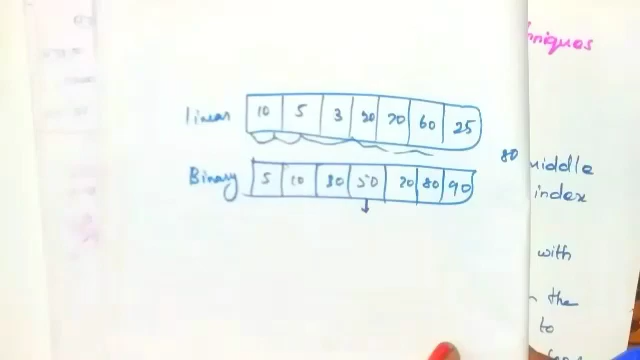 hniques
linear 10 5 3 20 70 60 25
80 middle
Binary 5 10 30 50 70 80 90
index
with
the
to